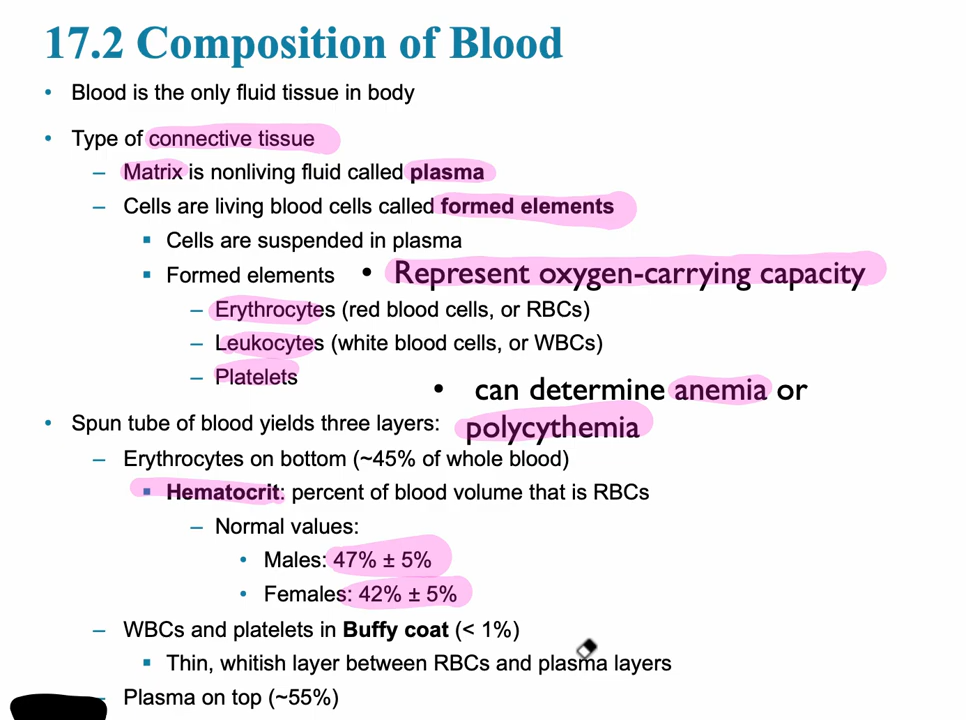 17.2 Composition of Blood
• Blood is the only fluid tissue in body
• Type of connective tissue
– Matrix is nonliving fluid called plasma
– Cells are living blood cells called formed elements
▪ Cells are suspended in plasma
▪ Formed elements • Represent oxygen-carrying capacity
– Erythrocytes (red blood cells, or RBCs)
– Leukocytes (white blood cells, or WBCs)
– Platelets
• can determine anemia or
polycythemia
• Spun tube of blood yields three layers:
– Erythrocytes on bottom (~45% of whole blood)
▪ Hematocrit: percent of blood volume that is RBCs
– Normal values:
• Males: 47% ± 5%
• Females: 42% ± 5%
– WBCs and platelets in Buffy coat (< 1%)
▪ Thin, whitish layer between RBCs and plasma layers
– Plasma on top (~55%)